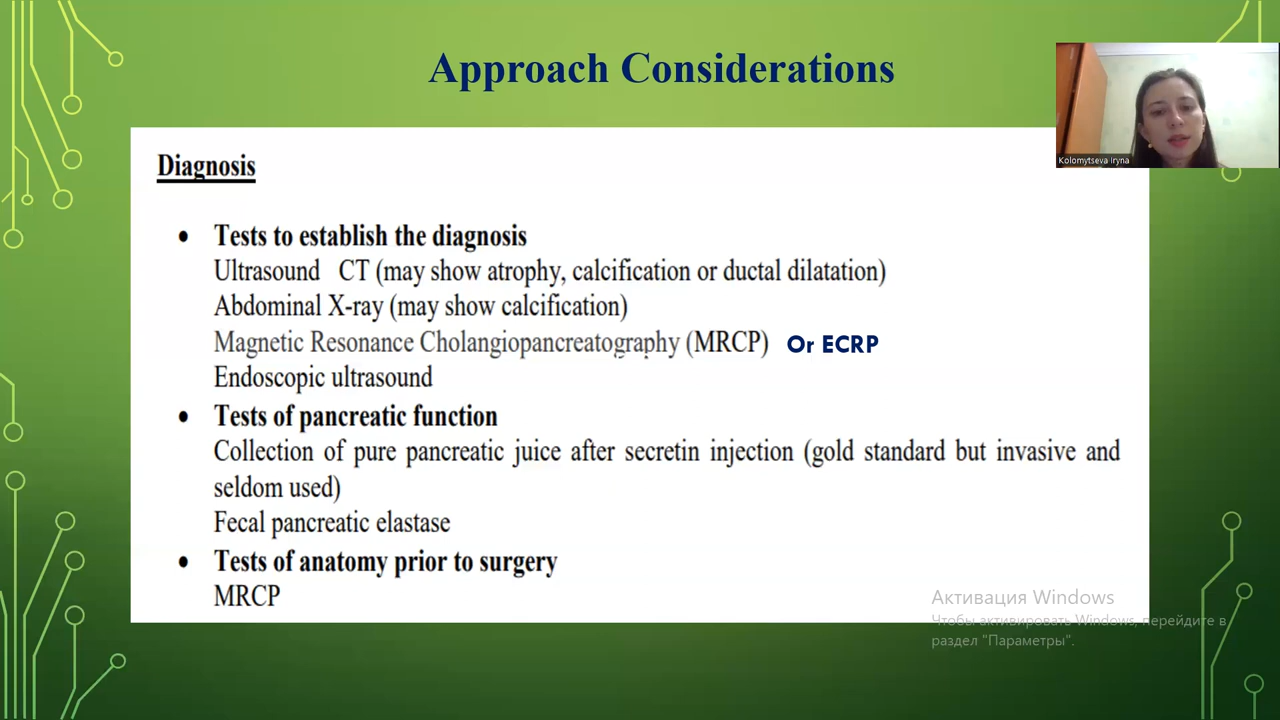 Approach Considerations
Kolomytseva Iryna
Diagnosis
• Tests to establish the diagnosis
Ultrasound CT (may show atrophy, calcification or ductal dilatation)
Abdominal X-ray (may show calcification)
Magnetic Resonance Cholangiopancreatography (MRCP) Or ECRP
Endoscopic ultrasound
• Tests of pancreatic function
Collection of pure pancreatic juice after secretin injection (gold standard but invasive and
seldom used)
Fecal pancreatic elastase
• Tests of anatomy prior to surgery
MRCP
Активация Windows
Чтобы активировать Windows, перейдите в
раздел "Параметры".